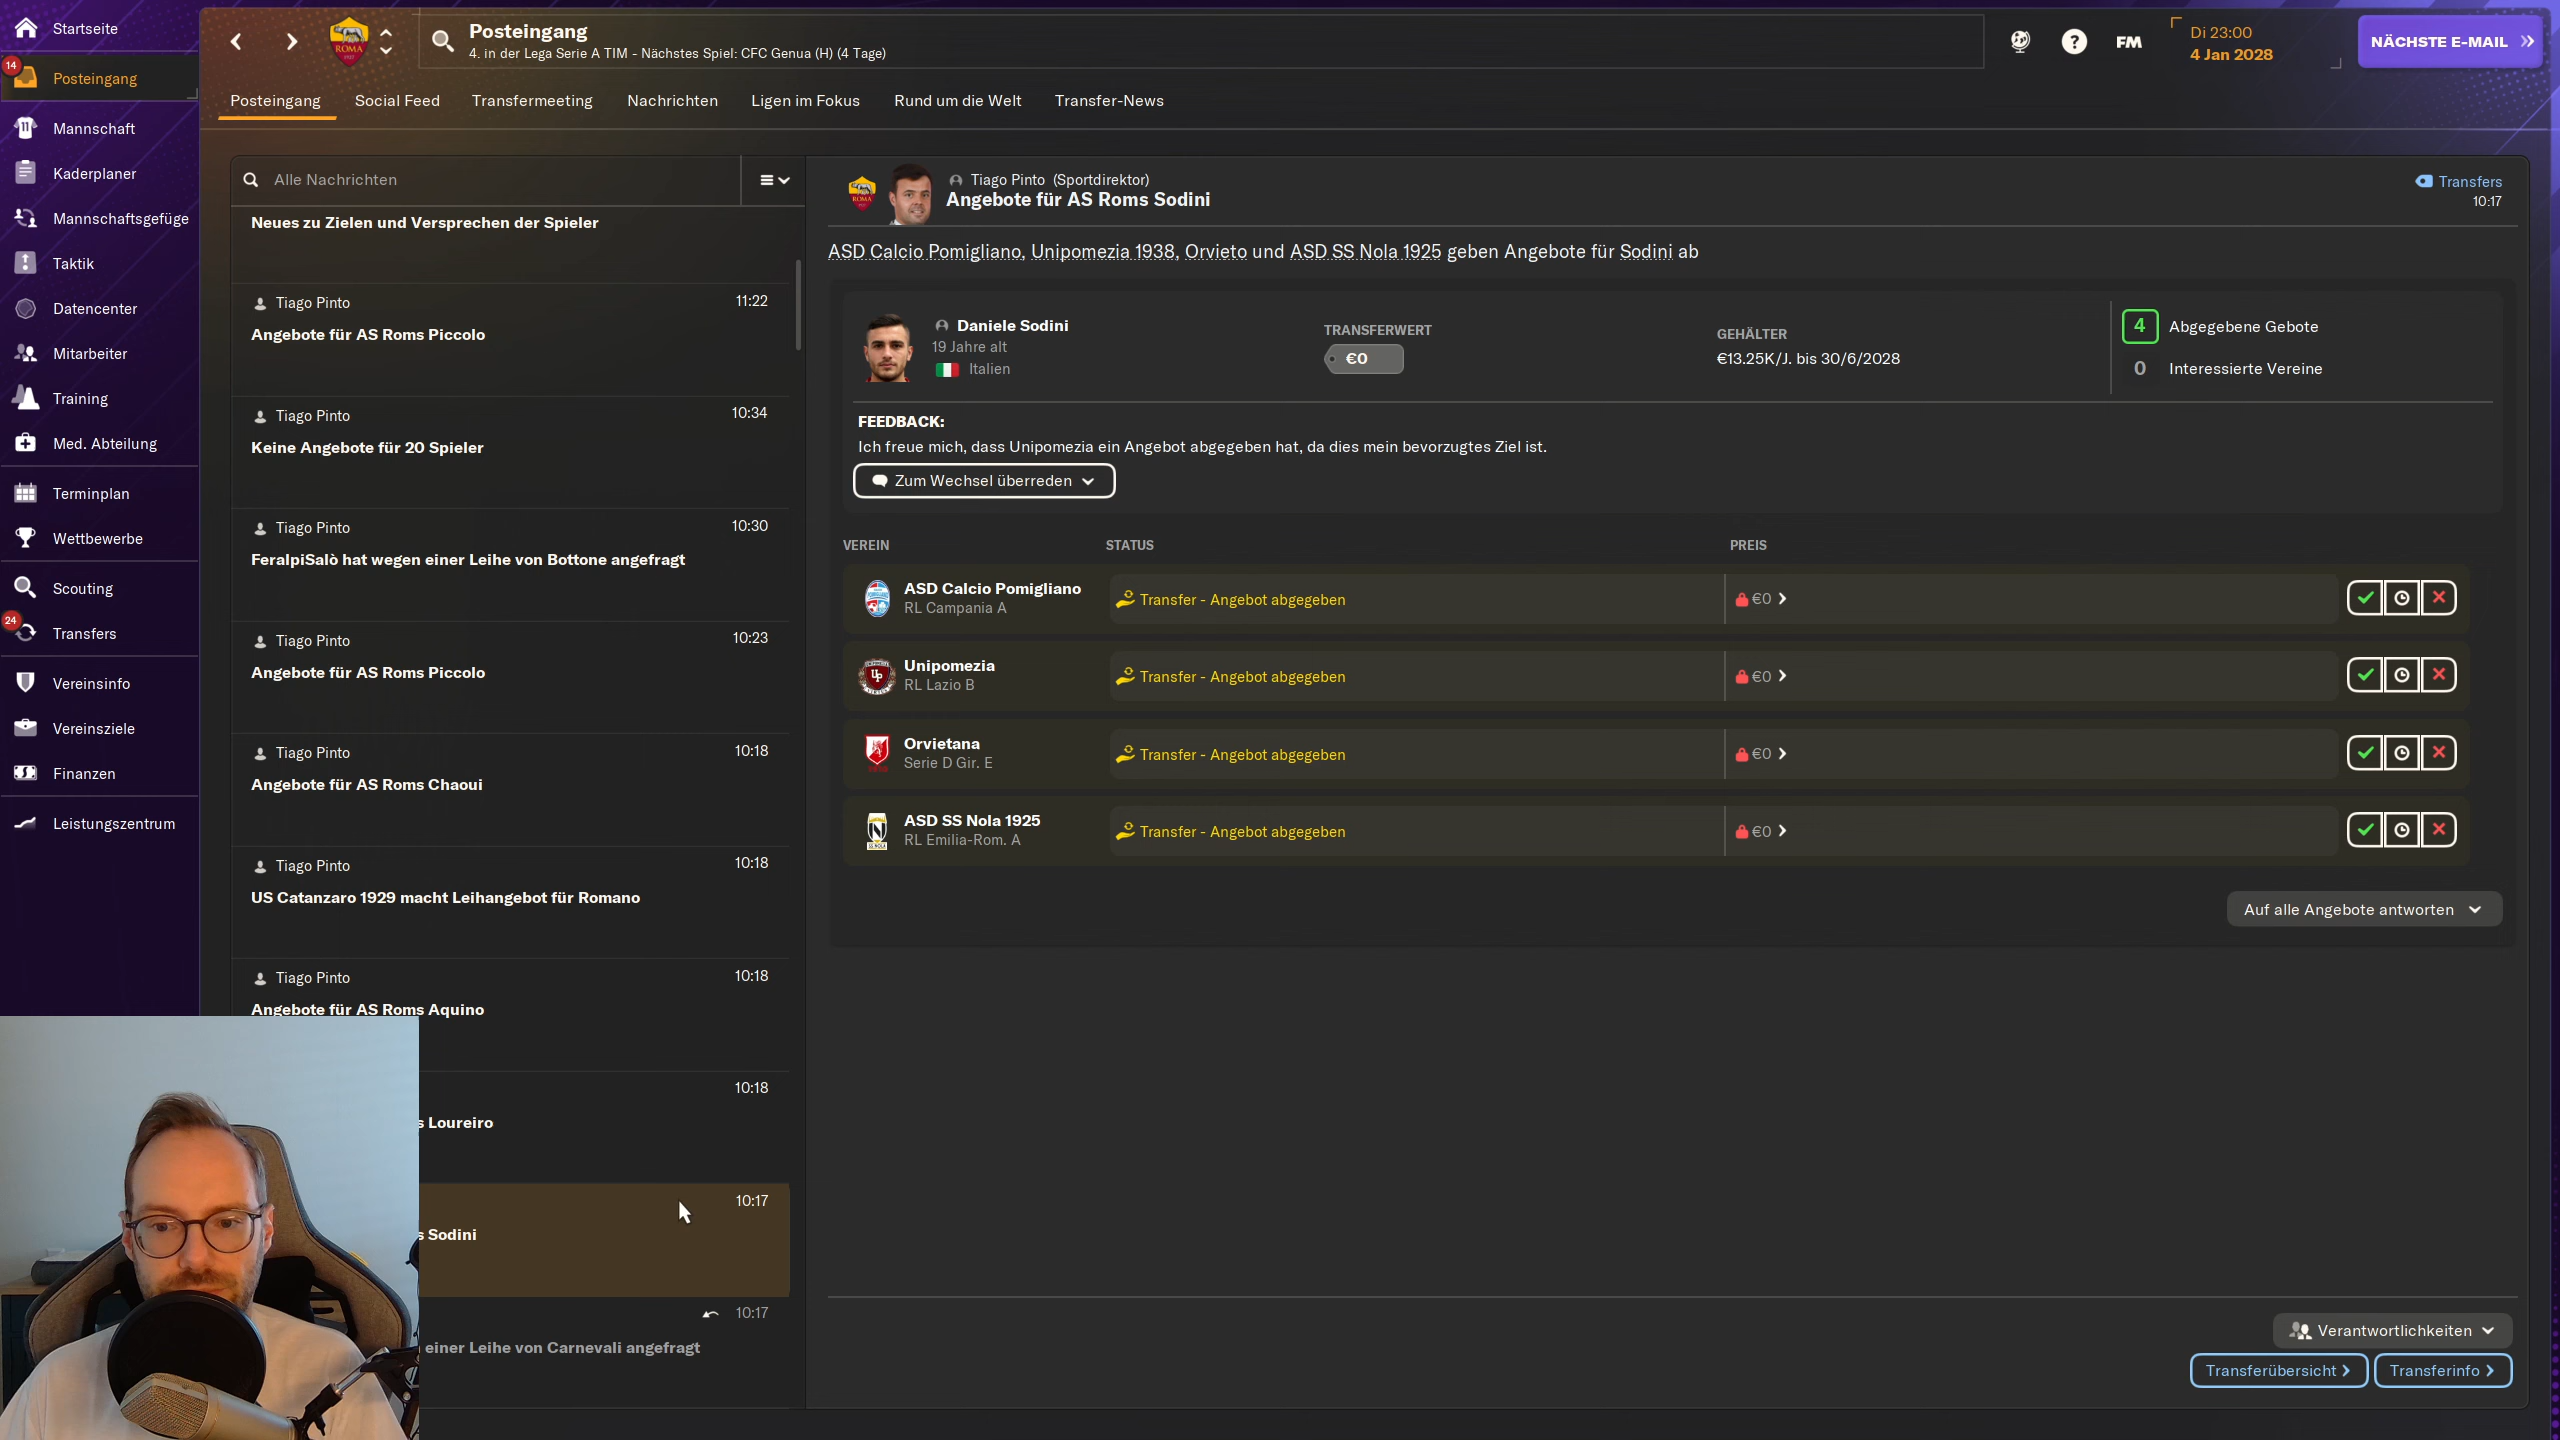 Startseite
14
Posteingang
Mannschaft
Kaderplaner
Mannschaftsgefüge
Taktik
Datencenter
Mitarbeiter
Training
Med. Abteilung
Terminplan
Wettbewerbe
Scouting
24
Transfers
Vereinsinfo
Vereinsziele
Finanzen
Leistungszentrum
ROMA
Posteingang
4. in der Lega Serie A TIM - Nächstes Spiel: CFC Genua (H) (4 Tage)
?
FM
Di 23:00
4 Jan 2028
NÄCHSTE E-MAIL
Posteingang
Social Feed
Transfermeeting
Nachrichten
Ligen im Fokus
Rund um die Welt
Transfer-News
Alle Nachrichten
Neues zu Zielen und Versprechen der Spieler
Tiago Pinto 11:22
Angebote für AS Roms Piccolo
Tiago Pinto 10:34
Keine Angebote für 20 Spieler
Tiago Pinto 10:30
FeralpiSalò hat wegen einer Leihe von Bottone angefragt
Tiago Pinto 10:23
Angebote für AS Roms Piccolo
Tiago Pinto 10:18
Angebote für AS Roms Chaoui
Tiago Pinto 10:18
US Catanzaro 1929 macht Leihangebot für Romano
Tiago Pinto 10:18
Angebote für AS Roms Aquino
10:18
s Loureiro
10:17
s Sodini
10:17
einer Leihe von Carnevali angefragt
Tiago Pinto (Sportdirektor)
Angebote für AS Roms Sodini
Transfers
10:17
ASD Calcio Pomigliano, Unipomezia 1938, Orvieto und ASD SS Nola 1925 geben Angebote für Sodini ab
Daniele Sodini
19 Jahre alt
Italien
TRANSFERWERT
€0
GEHÄLTER
€13.25K/J. bis 30/6/2028
4 Abgegebene Gebote
0 Interessierte Vereine
FEEDBACK:
Ich freue mich, dass Unipomezia ein Angebot abgegeben hat, da dies mein bevorzugtes Ziel ist.
Zum Wechsel überreden
VEREIN STATUS PREIS
ASD Calcio Pomigliano
RL Campania A
Transfer - Angebot abgegeben
€0
Unipomezia
RL Lazio B
Transfer - Angebot abgegeben
€0
Orvietana
Serie D Gir. E
Transfer - Angebot abgegeben
€0
ASD SS Nola 1925
RL Emilia-Rom. A
Transfer - Angebot abgegeben
€0
Auf alle Angebote antworten
Verantwortlichkeiten
Transferübersicht
Transferinfo